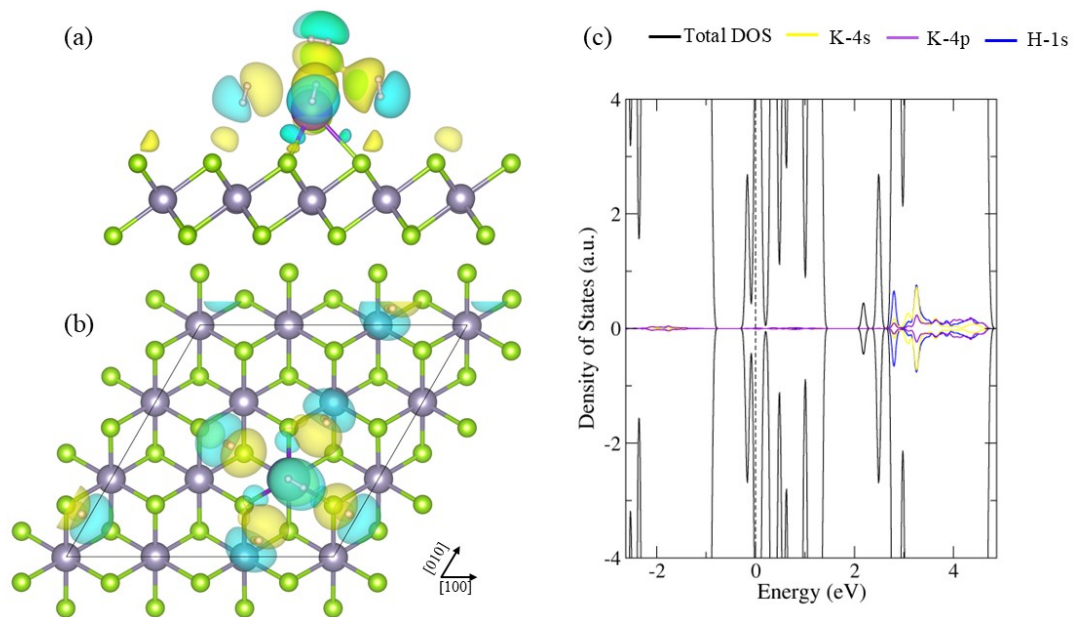 (a)
(b)
[010]
[100]
(c)
Total DOS K-4s K-4p H-1s
Density of States (a.u.)
4
2
0
-2
-4
-2 0 2 4
Energy (eV)